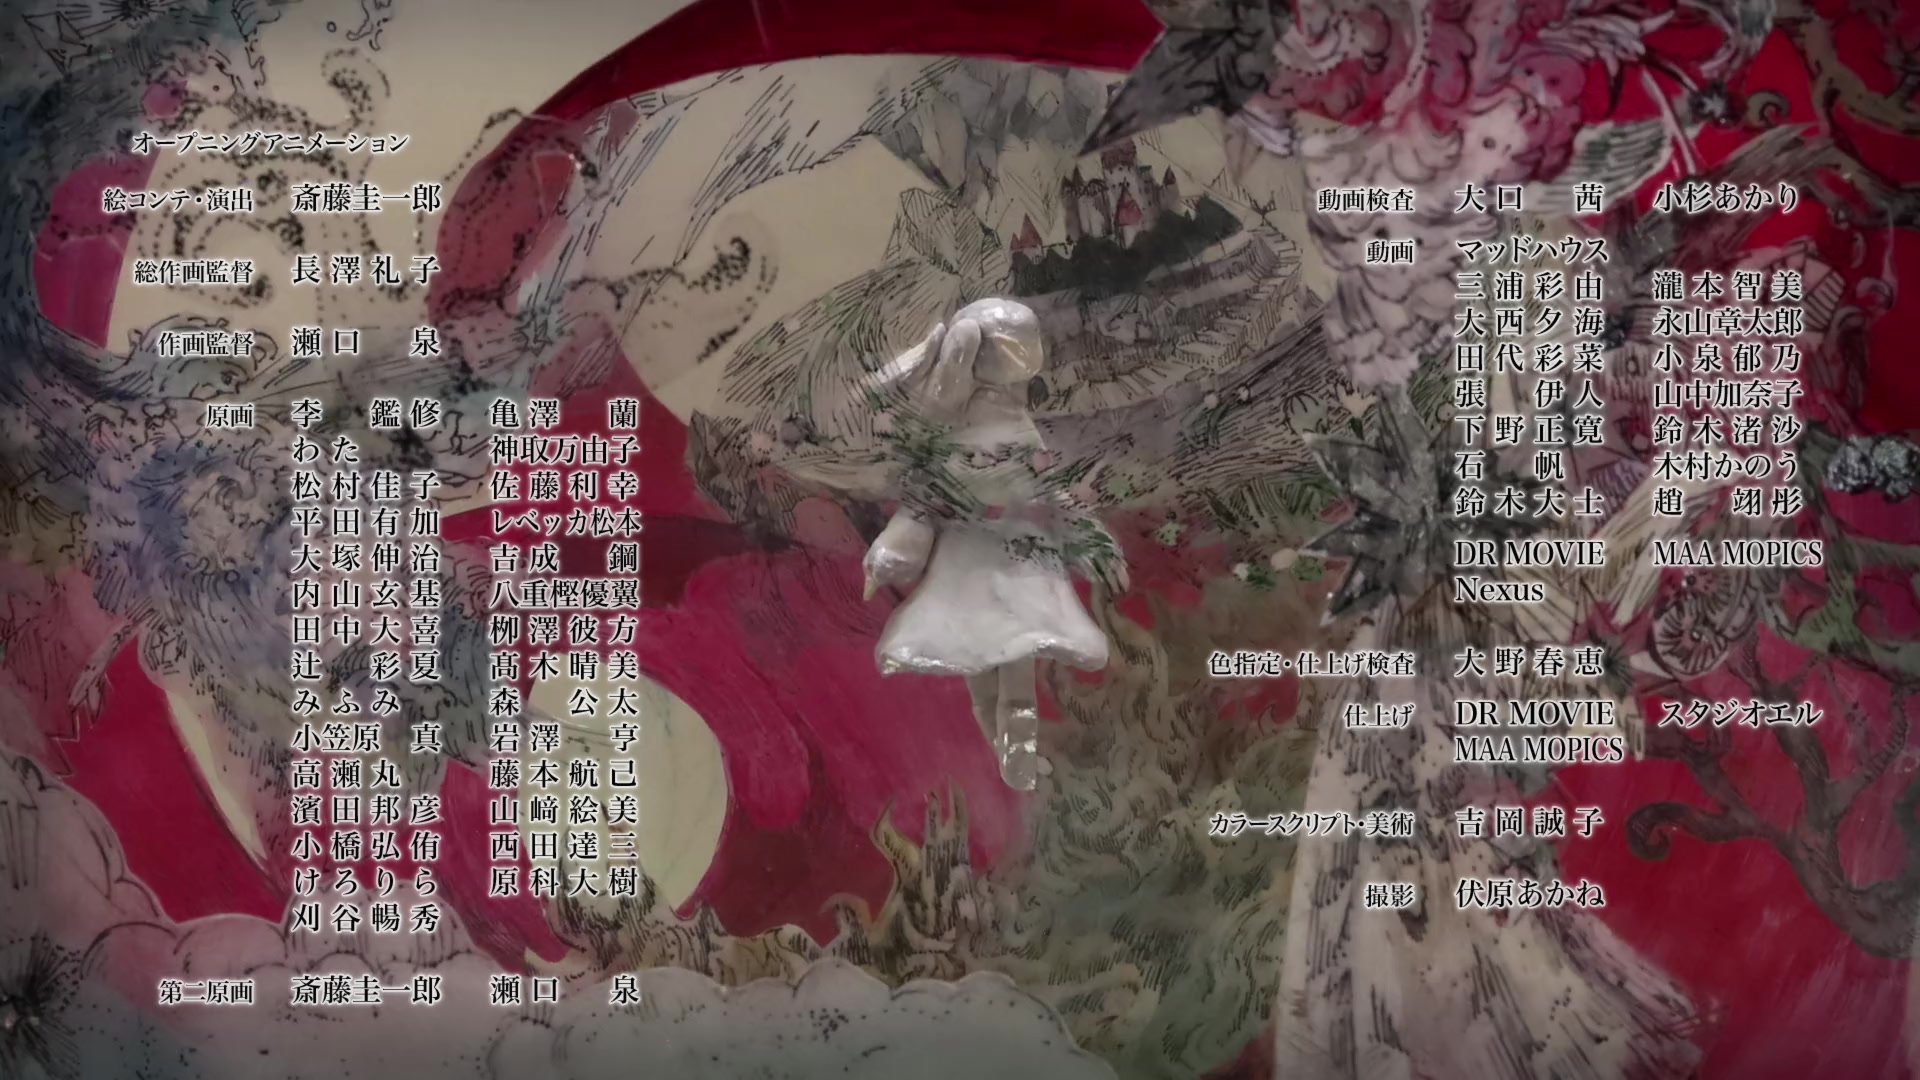 オープニングアニメーション
絵コンテ・演出 斎藤圭一郎
総作画監督 長澤礼子
作画監督 瀬口 泉
原画 李 鑑修 亀澤 蘭
わた 神取万由子
松村佳子 佐藤利幸
平田有加 レベッカ松本
大塚伸治 吉成 鋼
内山玄基 八重樫優翼
田中大喜 栁澤彼方
辻 彩夏 髙木晴美
みふみ 森 公太
小笠原 真 岩澤 亨
高瀬丸 藤本航己
濱田邦彦 山﨑絵美
小橋弘侑 西田達三
けろりら 原科大樹
刈谷暢秀
第二原画 斎藤圭一郎 瀬口 泉
動画検査 大口 茜 小杉あかり
動画 マッドハウス
三浦彩由 瀧本智美
大西夕海 永山章太郎
田代彩菜 小泉郁乃
張 伊人 山中加奈子
下野正寛 鈴木渚沙
石 帆 木村かのう
鈴木大士 趙 翊彤
DR MOVIE MAA MOPICS
Nexus
色指定・仕上げ検査 大野春恵
仕上げ DR MOVIE スタジオエル
MAA MOPICS
カラースクリプト・美術 吉岡誠子
撮影 伏原あかね